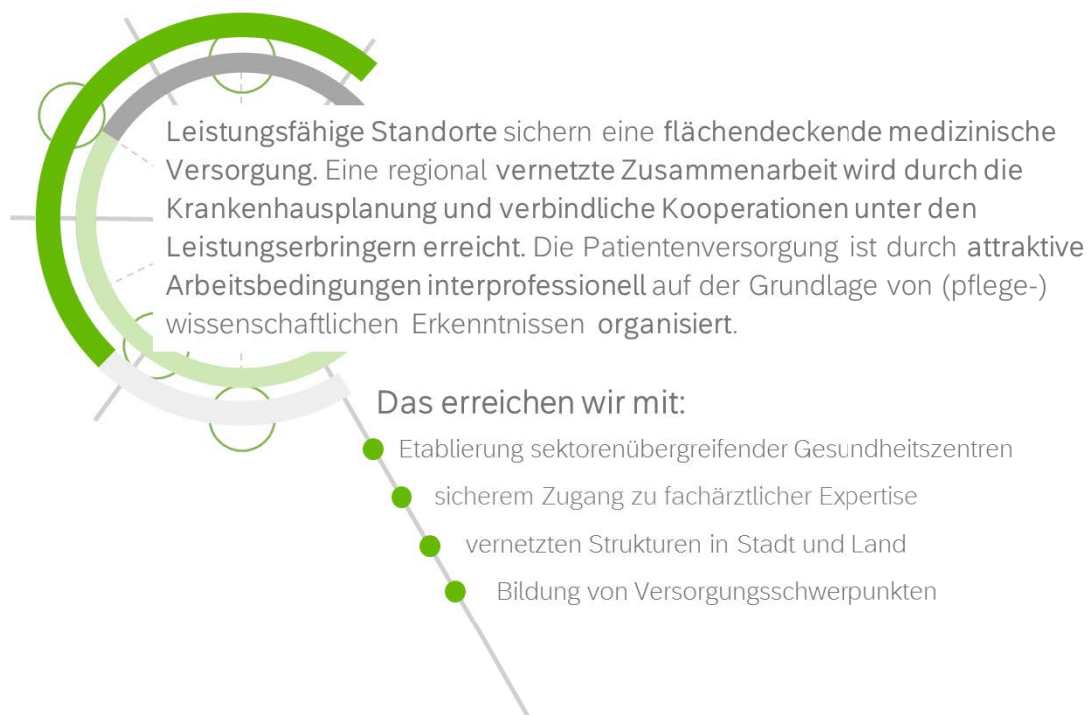 Leistungsfähige Standorte sichern eine flächendeckende medizinische
Versorgung. Eine regional vernetzte Zusammenarbeit wird durch die
Krankenhausplanung und verbindliche Kooperationen unter den
Leistungserbringern erreicht. Die Patientenversorgung ist durch attraktive
Arbeitsbedingungen interprofessionell auf der Grundlage von (pflege-)
wissenschaftlichen Erkenntnissen organisiert.
Das erreichen wir mit:
Etablierung sektorenübergreifender Gesundheitszentren
sicherem Zugang zu fachärztlicher Expertise
vernetzten Strukturen in Stadt und Land
Bildung von Versorgungsschwerpunkten